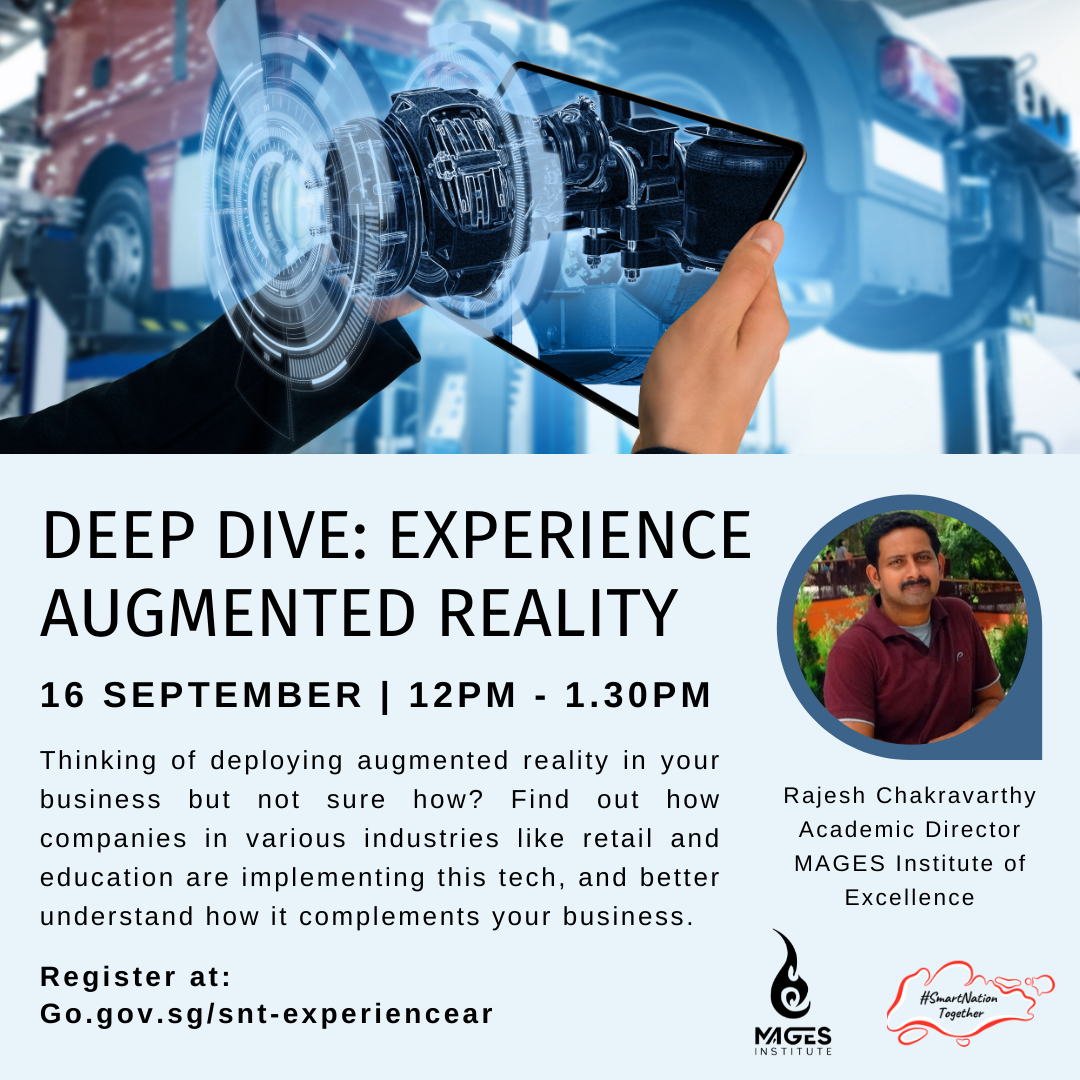 DEEP DIVE: EXPERIENCE
AUGMENTED REALITY
16 SEPTEMBER | 12PM - 1.30PM
Thinking of deploying augmented reality in your
business but not sure how? Find out how
companies in various industries like retail and
education are implementing this tech, and better
understand how it complements your business.
Register at:
Go.gov.sg/snt-experiencear
Rajesh Chakravarthy
Academic Director
MAGES Institute of
Excellence
MAGES
INSTITUTE
#SmartNation
Together